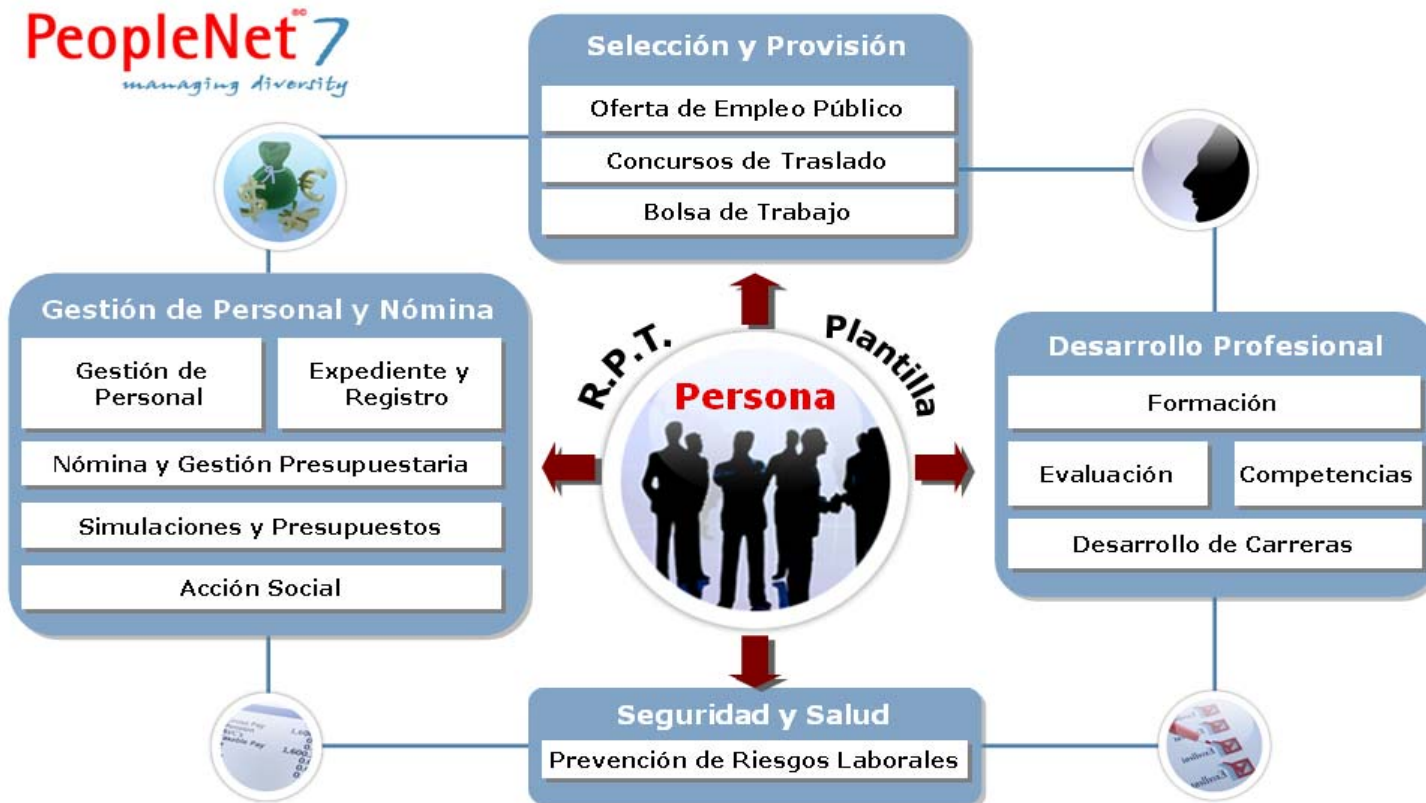 PeopleNet 7
managing diversity
Selección y Provisión
Oferta de Empleo Público
Concursos de Traslado
Bolsa de Trabajo
Gestión de Personal y Nómina
Gestión de
Personal
Expediente y
Registro
Nómina y Gestión Presupuestaria
Simulaciones y Presupuestos
Acción Social
R.P.T.
Plantilla
Persona
Desarrollo Profesional
Formación
Evaluación
Competencias
Desarrollo de Carreras
Seguridad y Salud
Prevención de Riesgos Laborales